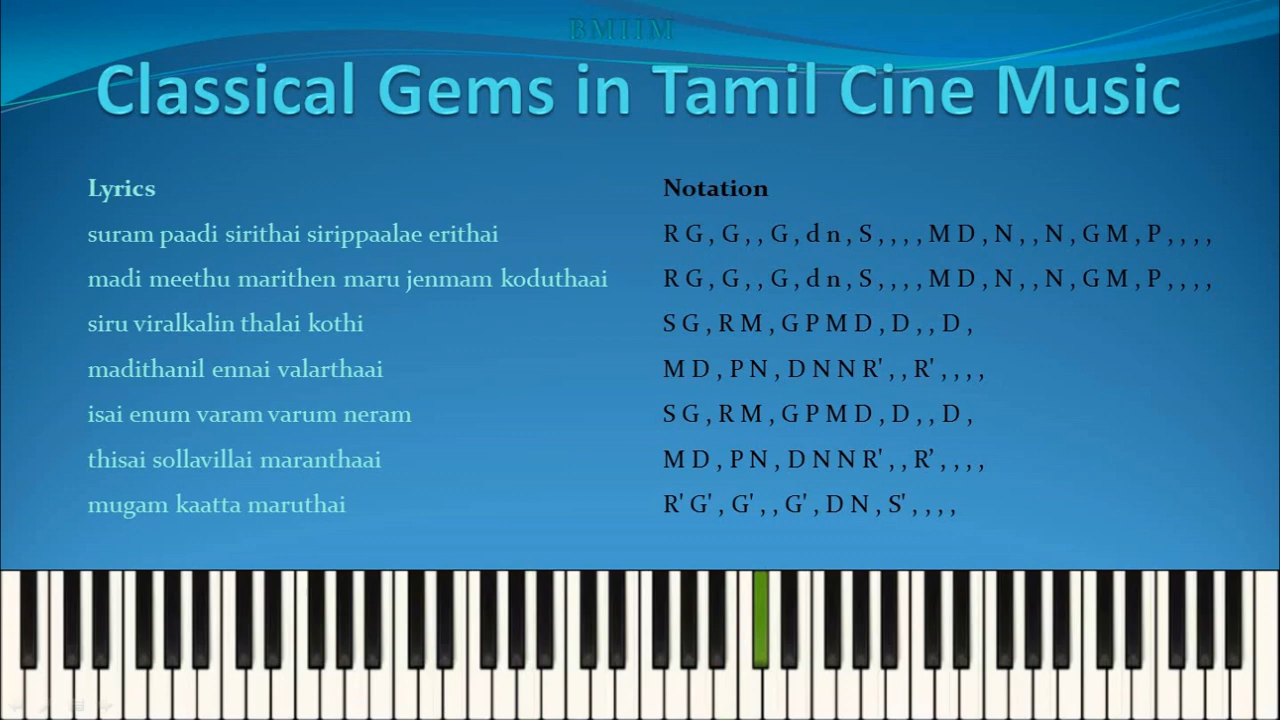 BMIIM
Classical Gems in Tamil Cine Music
Lyrics
Notation
suram paadi sirithai sirippaalae erithai
R G , G , , G , d n , S , , , , M D , N , , N , G M , P , , , ,
madi meethu marithen maru jenmam koduthaai
R G , G , , G , d n , S , , , , M D , N , , N , G M , P , , , ,
siru viralkalin thalai kothi
S G , R M , G P M D , D , , D ,
madithanil ennai valarthaai
M D , P N , D N N R' , , R' , , , ,
isai enum varam varum neram
S G , R M , G P M D , D , , D ,
thisai sollavillai maranthaai
M D , P N , D N N R' , , R’ , , , ,
mugam kaatta maruthai
R' G' , G' , , G' , D N , S' , , , ,